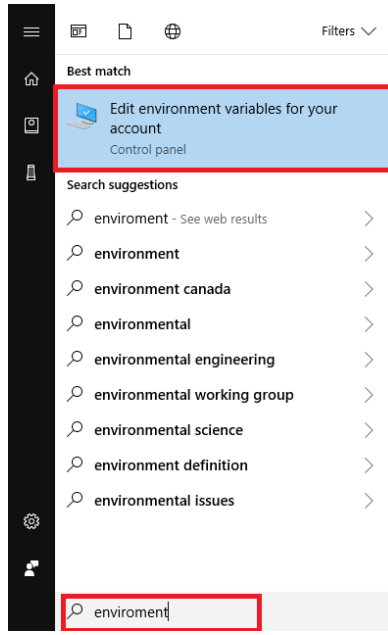 Filters
Best match
Edit environment variables for your
account
Control panel
Search suggestions
enviroment - See web results
environment
environment canada
environmental
environmental engineering
environmental working group
environmental science
environment definition
environmental issues
enviroment